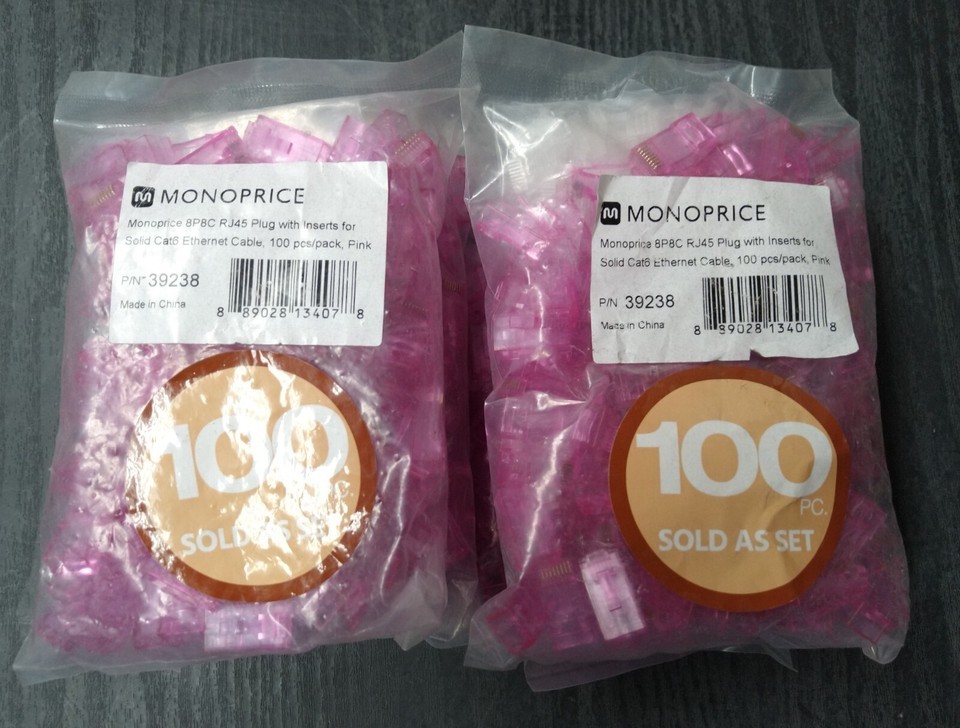 MONOPRICE
Monoprice 8P8C RJ45 Plug with Inserts for
Solid Cat6 Ethernet Cable, 100 pcs/pack, Pink
P/N 39238
Made in China
8 89028 13407 8
100
SOLD AS SET
MONOPRICE
Monoprice 8P8C RJ45 Plug with Inserts for
Solid Cat6 Ethernet Cable, 100 pcs/pack, Pink
P/N 39238
Made in China
8 89028 13407 8
100
PC.
SOLD AS SET